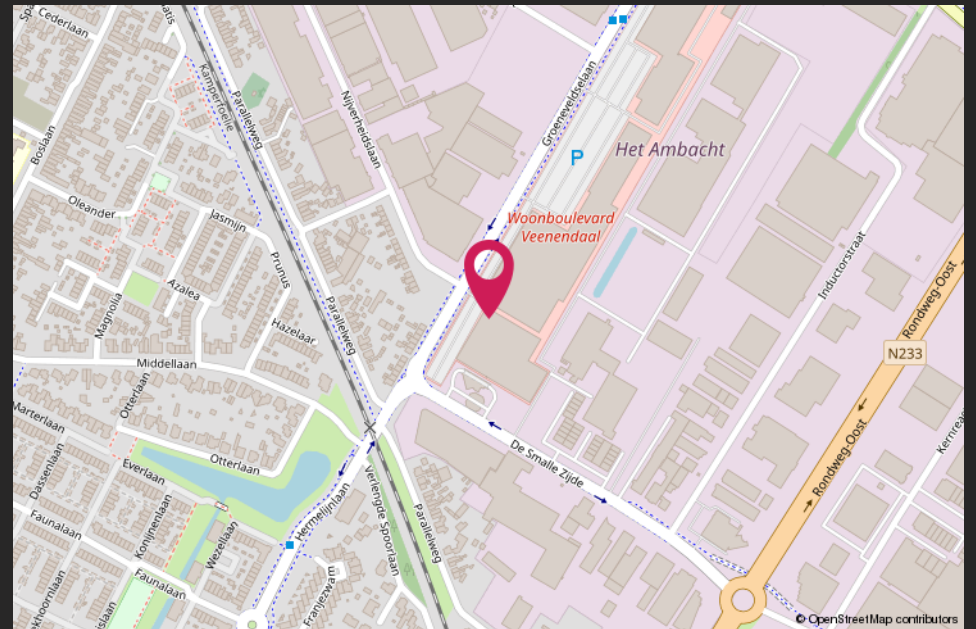 Cederlaan
Kamperfoelie
Parallelweg
Nijverheidslaan
Groeneveldselaan
Boslaan
P
Het Ambacht
Oleander
Jasmijn
Woonboulevard
Veenendaal
Prunus
Inductorstraat
Rondweg-Oost
Azalea
Magnolia
Parallelweg
Hazelaar
N233
Middellaan
Otterlaan
Marterlaan
Rondweg-Oost
De Smalle Zijde
Otterlaan
Everlaan
Dassenlaan
Verlengde Spoorlaan
Hermelijnlaan
Parallelweg
Konijnenlaan
Faunalaan
Wezellaan
Faunalaan
Franjezwam
© OpenStreetMap contributors